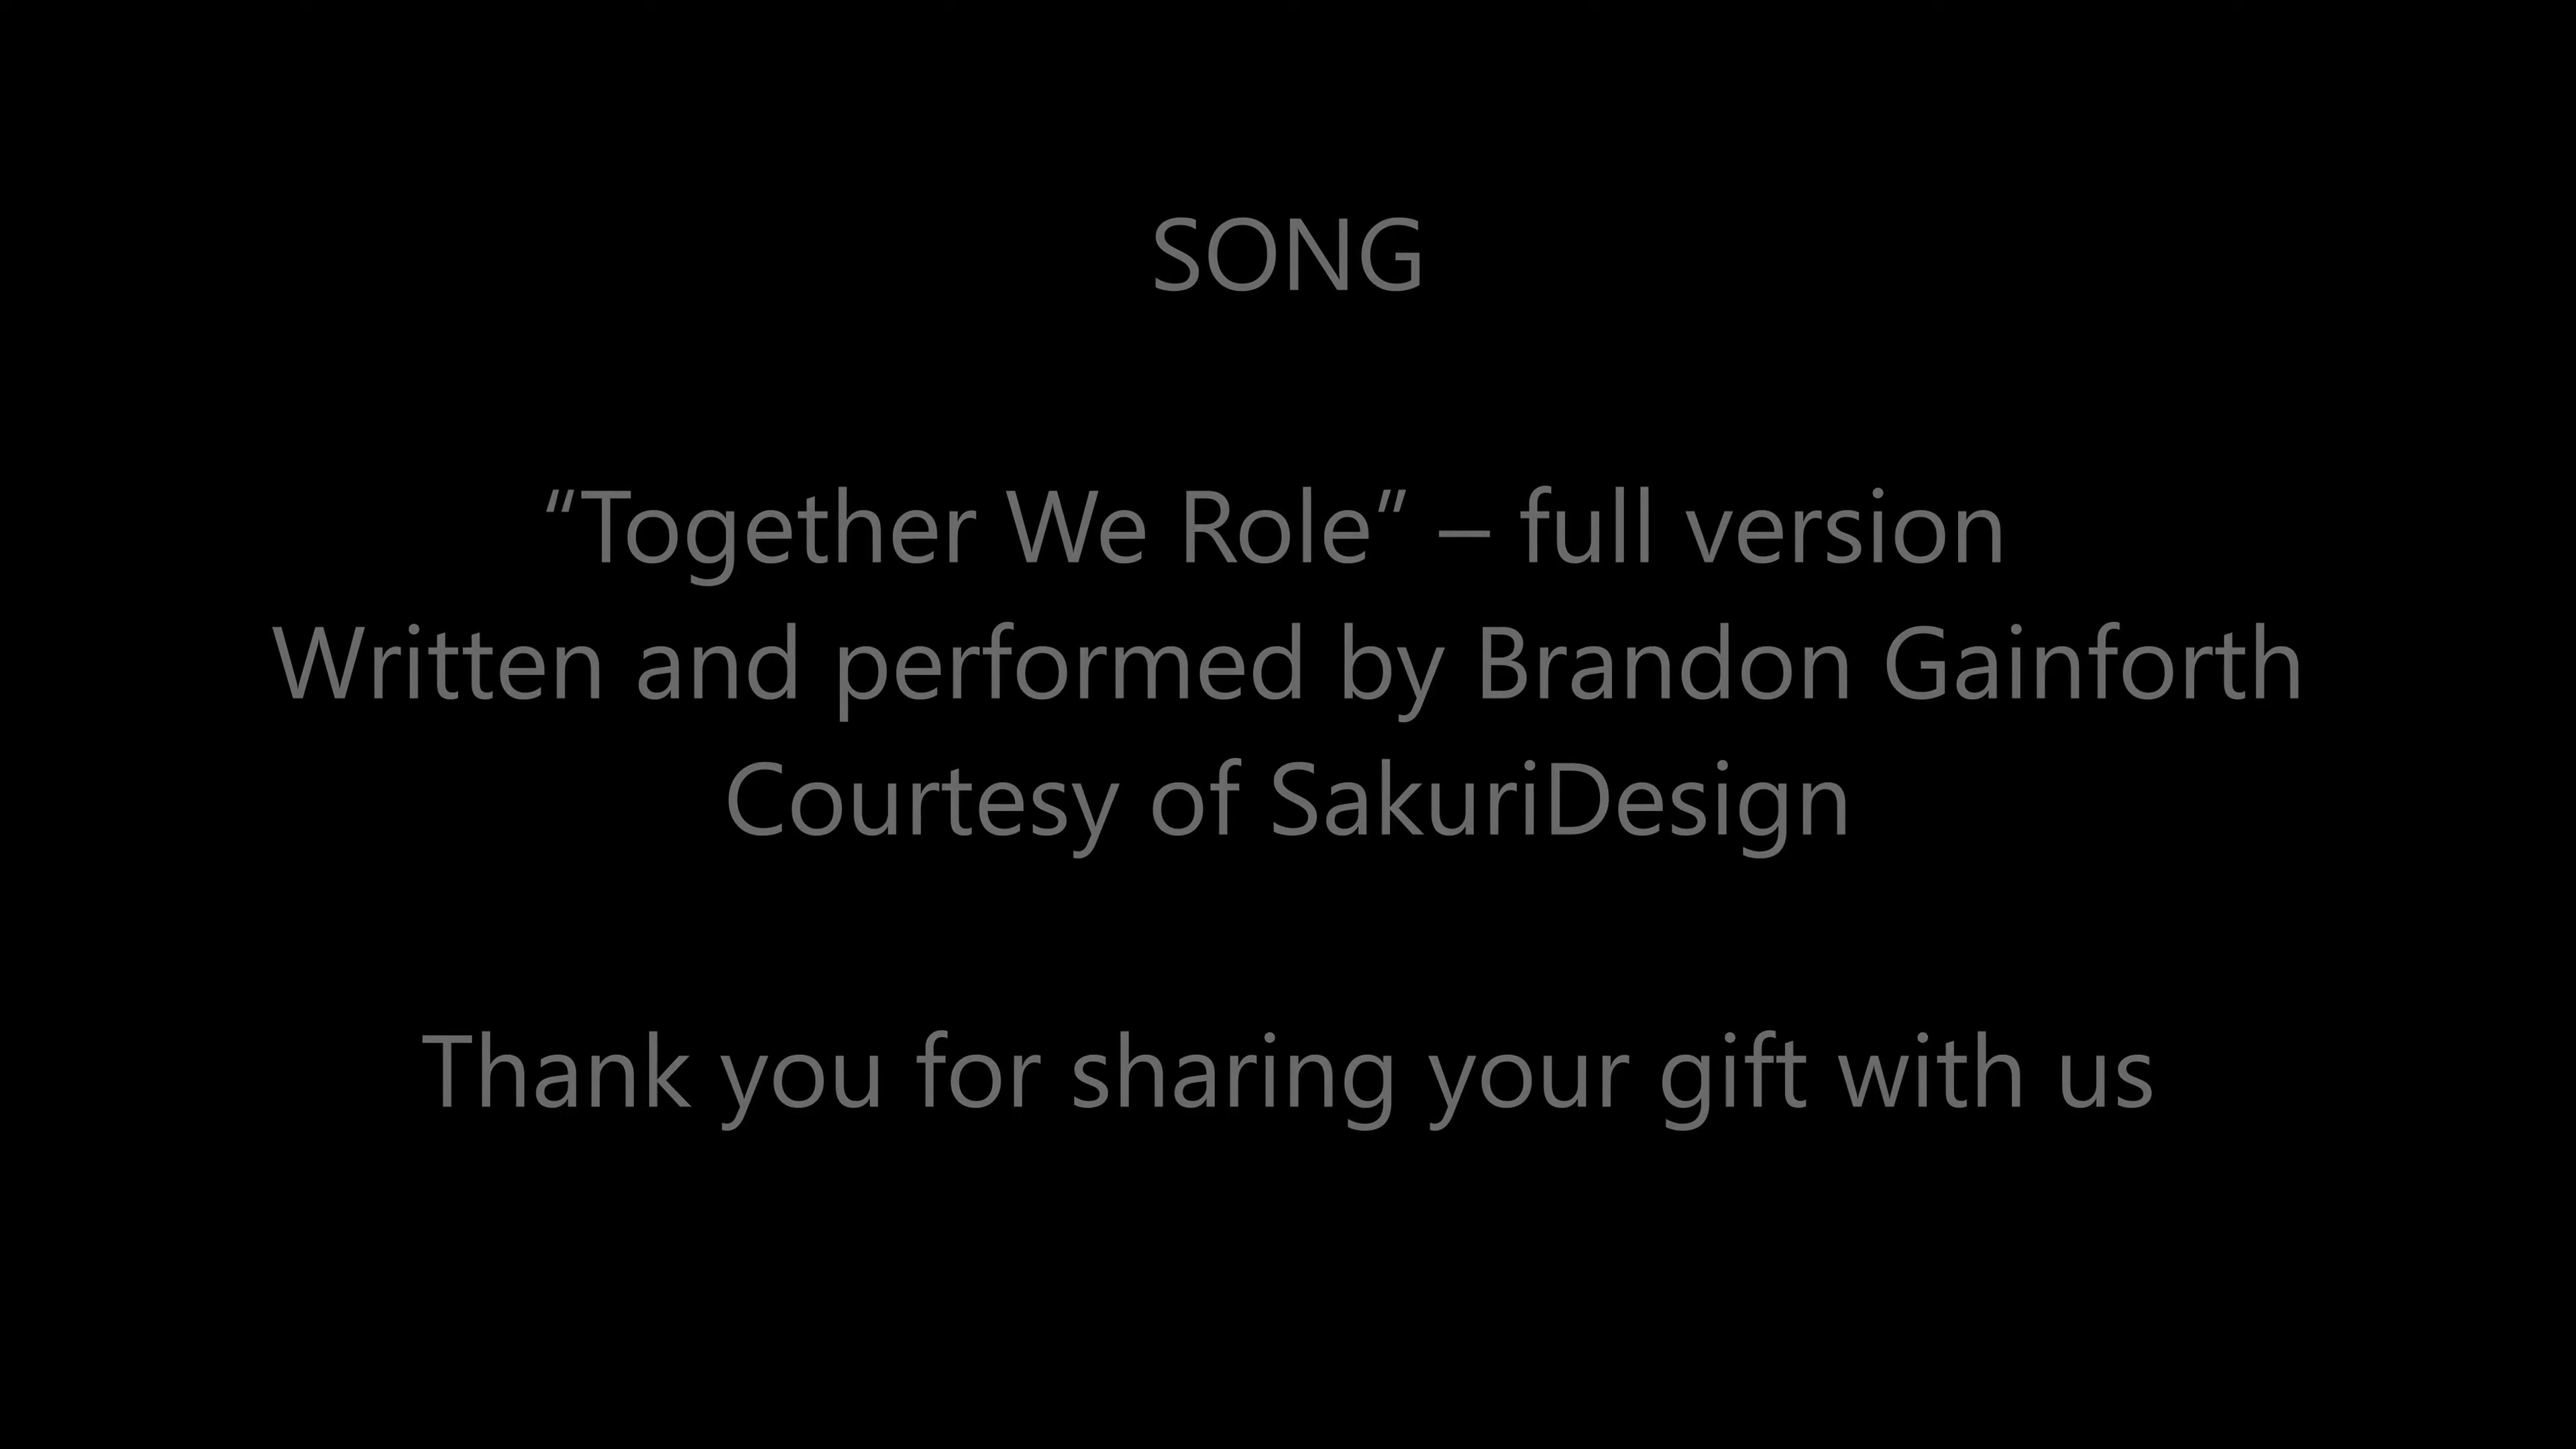 SONG
“Together We Role” – full version
Written and performed by Brandon Gainforth
Courtesy of SakuriDesign
Thank you for sharing your gift with us